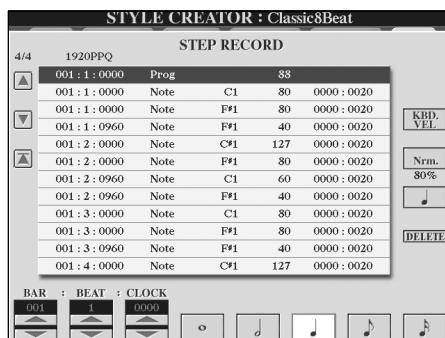 STYLE CREATOR : Classic8Beat
STEP RECORD
4/4 1920PPQ
001 : 1 : 0000 Prog 88
001 : 1 : 0000 Note C1 80 0000 : 0020
001 : 1 : 0000 Note F#1 80 0000 : 0020
001 : 1 : 0960 Note F#1 40 0000 : 0020
001 : 2 : 0000 Note C#1 127 0000 : 0020
001 : 2 : 0000 Note F#1 80 0000 : 0020
001 : 2 : 0960 Note C1 60 0000 : 0020
001 : 2 : 0960 Note F#1 40 0000 : 0020
001 : 3 : 0000 Note C1 80 0000 : 0020
001 : 3 : 0000 Note F#1 80 0000 : 0020
001 : 3 : 0960 Note F#1 40 0000 : 0020
001 : 4 : 0000 Note C#1 127 0000 : 0020
KBD.
VEL
Nrm.
80%
DELETE
BAR : BEAT : CLOCK
001 1 0000